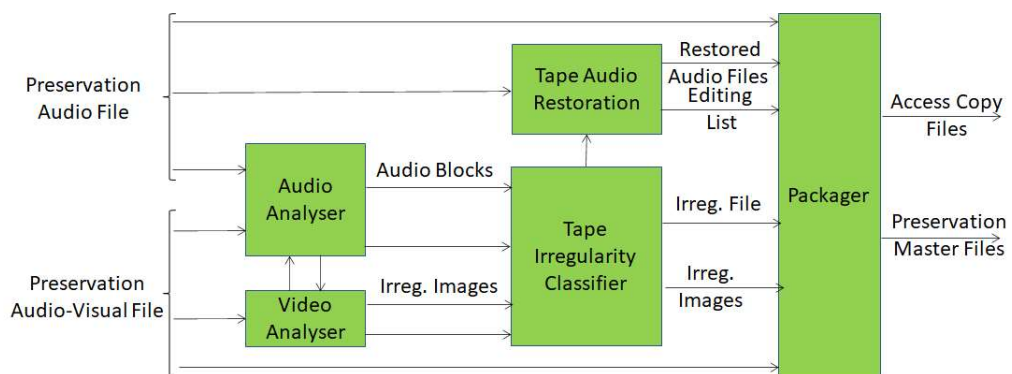 Preservation
Audio File
Preservation
Audio-Visual File
Audio
Analyser
Video
Analyser
Audio Blocks
Irreg. Images
Tape Audio
Restoration
Tape
Irregularity
Classifier
Restored
Audio Files
Editing
List
Irreg. File
Irreg.
Images
Packager
Access Copy
Files
Preservation
Master Files